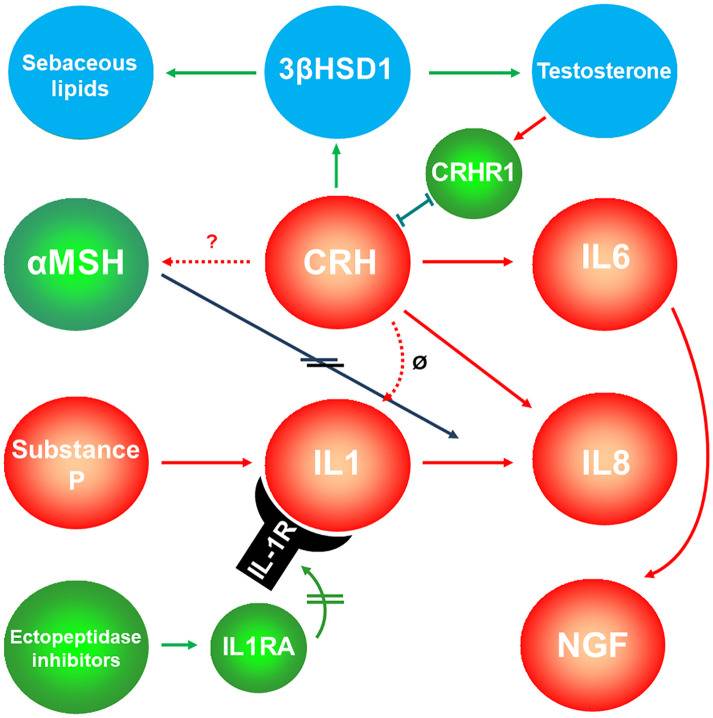 Sebaceous
lipids
3βHSD1
Testosterone
CRHR1
αMSH
?
CRH
IL6
Ø
Substance
P
IL1
IL8
IL-1R
Ectopeptidase
inhibitors
IL1RA
NGF